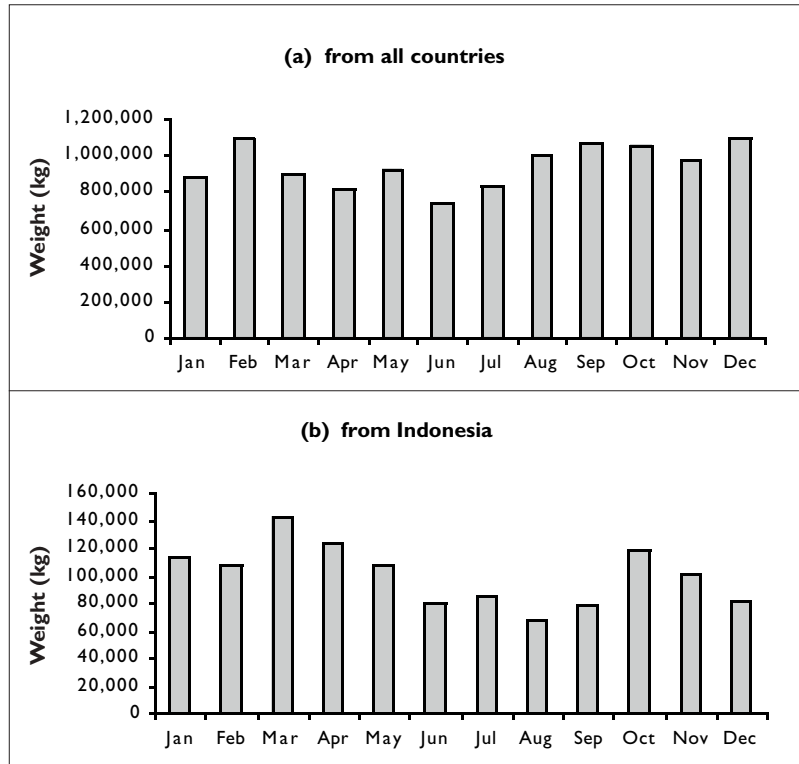 (a) from all countries
1,200,000
1,000,000
800,000
600,000
400,000
200,000
0
Weight (kg)
Jan Feb Mar Apr May Jun Jul Aug Sep Oct Nov Dec
(b) from Indonesia
160,000
140,000
120,000
100,000
80,000
60,000
40,000
20,000
0
Weight (kg)
Jan Feb Mar Apr May Jun Jul Aug Sep Oct Nov Dec